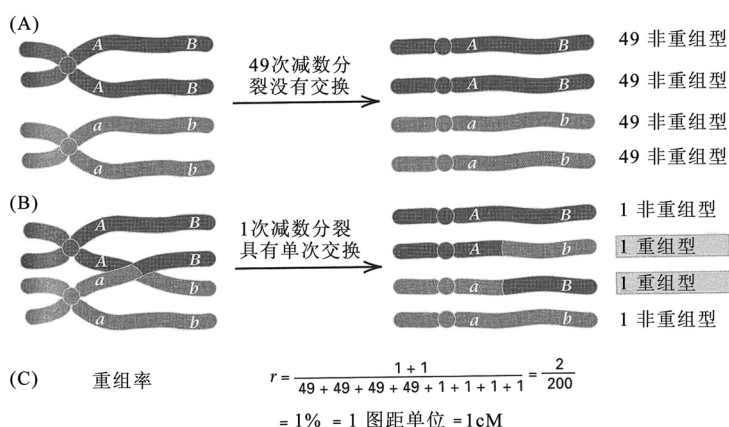 (A)
A B
A B
a b
a b
49次减数分
裂没有交换
A B
A B
a b
a b
49 非重组型
49 非重组型
49 非重组型
49 非重组型
(B)
A B
A B
a b
a b
1次减数分裂
具有单次交换
A B
A b
a B
a b
1 非重组型
1 重组型
1 重组型
1 非重组型
(C) 重组率
r = 1 + 1 / 49 + 49 + 49 + 49 + 1 + 1 + 1 + 1 = 2 / 200
= 1% = 1 图距单位 = 1cM